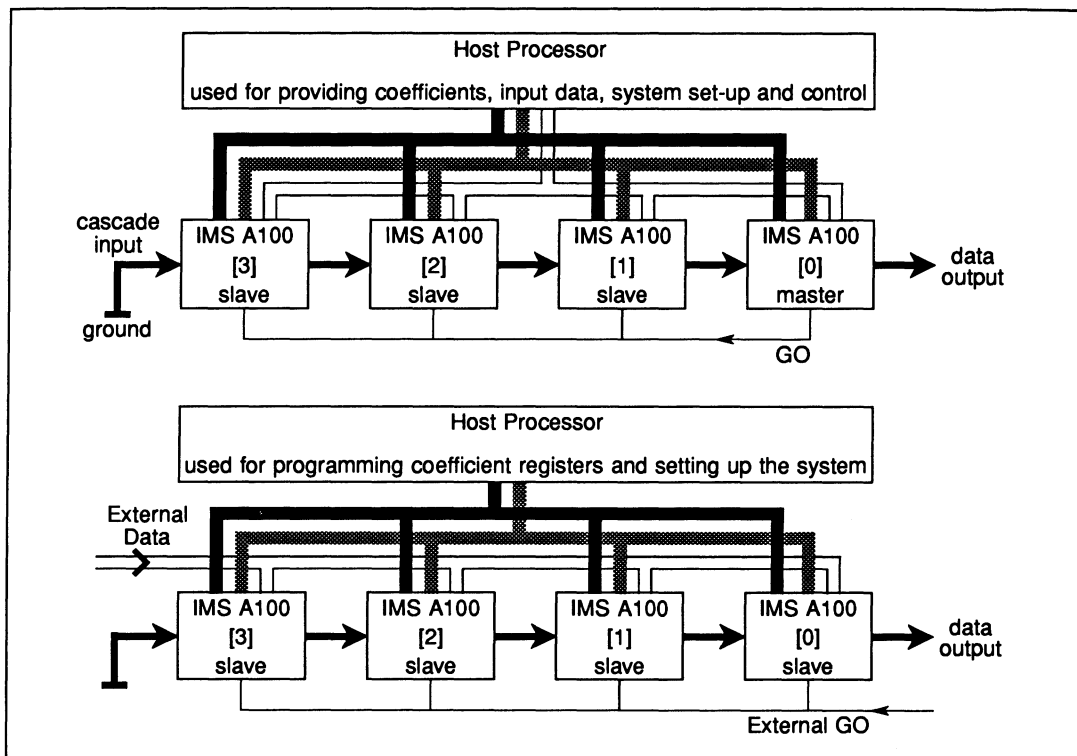 Host Processor
used for providing coefficients, input data, system set-up and control
cascade
input
IMS A100
[3]
slave
IMS A100
[2]
slave
IMS A100
[1]
slave
IMS A100
[0]
master
data
output
ground
GO
Host Processor
used for programming coefficient registers and setting up the system
External
Data
IMS A100
[3]
slave
IMS A100
[2]
slave
IMS A100
[1]
slave
IMS A100
[0]
slave
data
output
External GO